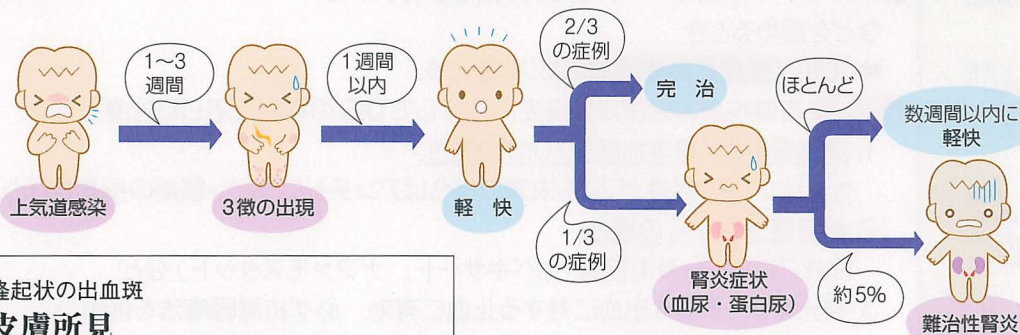 1〜3
週間
1週間
以内
2/3
の症例
完 治
ほとんど
数週間以内に
軽快
上気道感染
3徴の出現
軽 快
1/3
の症例
腎炎症状
(血尿・蛋白尿)
約5%
難治性腎炎
隆起状の出血斑
皮膚所見